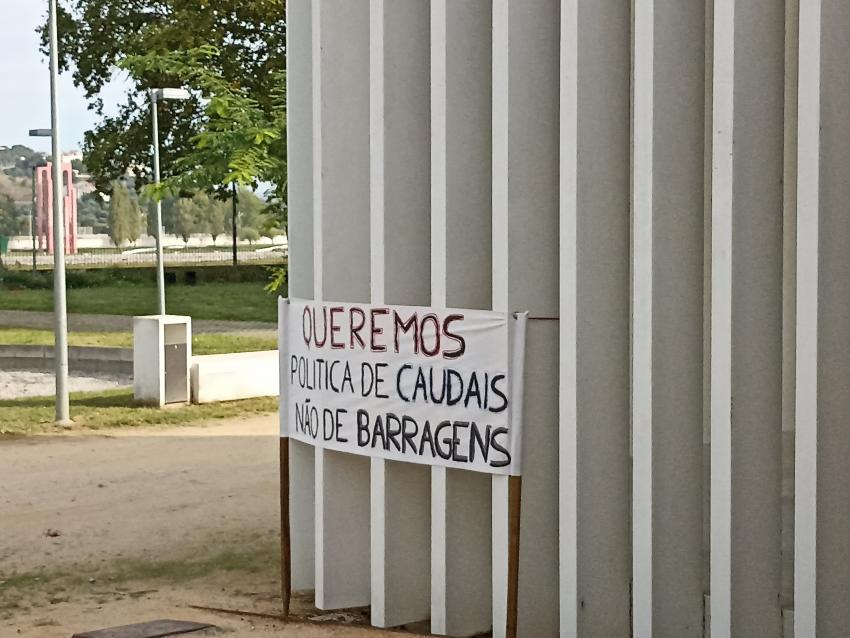 QUEREMOS
POLITICA DE CAUDAIS
NÃO DE BARRAGENS